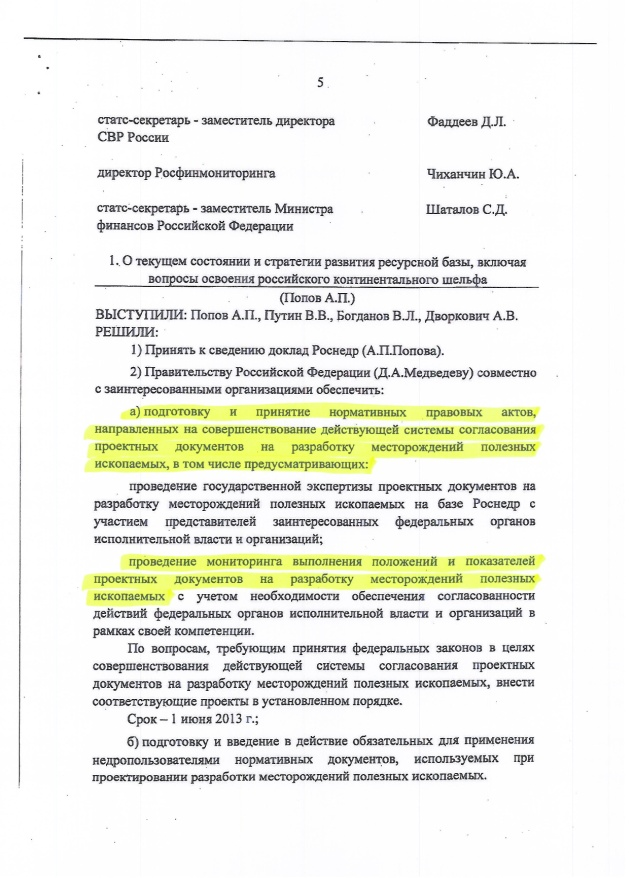 5
статс-секретарь - заместитель директора Фаддеев Д.Л.
СВР России
директор Росфинмониторинга Чиханчин Ю.А.
статс-секретарь - заместитель Министра Шаталов С.Д.
финансов Российской Федерации
1. О текущем состоянии и стратегии развития ресурсной базы, включая
вопросы освоения российского континентального шельфа
(Попов А.П.)
ВЫСТУПИЛИ: Попов А.П., Путин В.В., Богданов В.Л., Дворкович А.В.
РЕШИЛИ:
1) Принять к сведению доклад Роснедр (А.П.Попова).
2) Правительству Российской Федерации (Д.А.Медведеву) совместно
с заинтересованными организациями обеспечить:
а) подготовку и принятие нормативных правовых актов,
направленных на совершенствование действующей системы согласования
проектных документов на разработку месторождений полезных
ископаемых, в том числе предусматривающих:
проведение государственной экспертизы проектных документов на
разработку месторождений полезных ископаемых на базе Роснедр с
участием представителей заинтересованных федеральных органов
исполнительной власти и организаций;
проведение мониторинга выполнения положений и показателей
проектных документов на разработку месторождений полезных
ископаемых с учетом необходимости обеспечения согласованности
действий федеральных органов исполнительной власти и организаций в
рамках своей компетенции.
По вопросам, требующим принятия федеральных законов в целях
совершенствования действующей системы согласования проектных
документов на разработку месторождений полезных ископаемых, внести
соответствующие проекты в установленном порядке.
Срок – 1 июня 2013 г.;
б) подготовку и введение в действие обязательных для применения
недропользователями нормативных документов, используемых при
проектировании разработки месторождений полезных ископаемых.